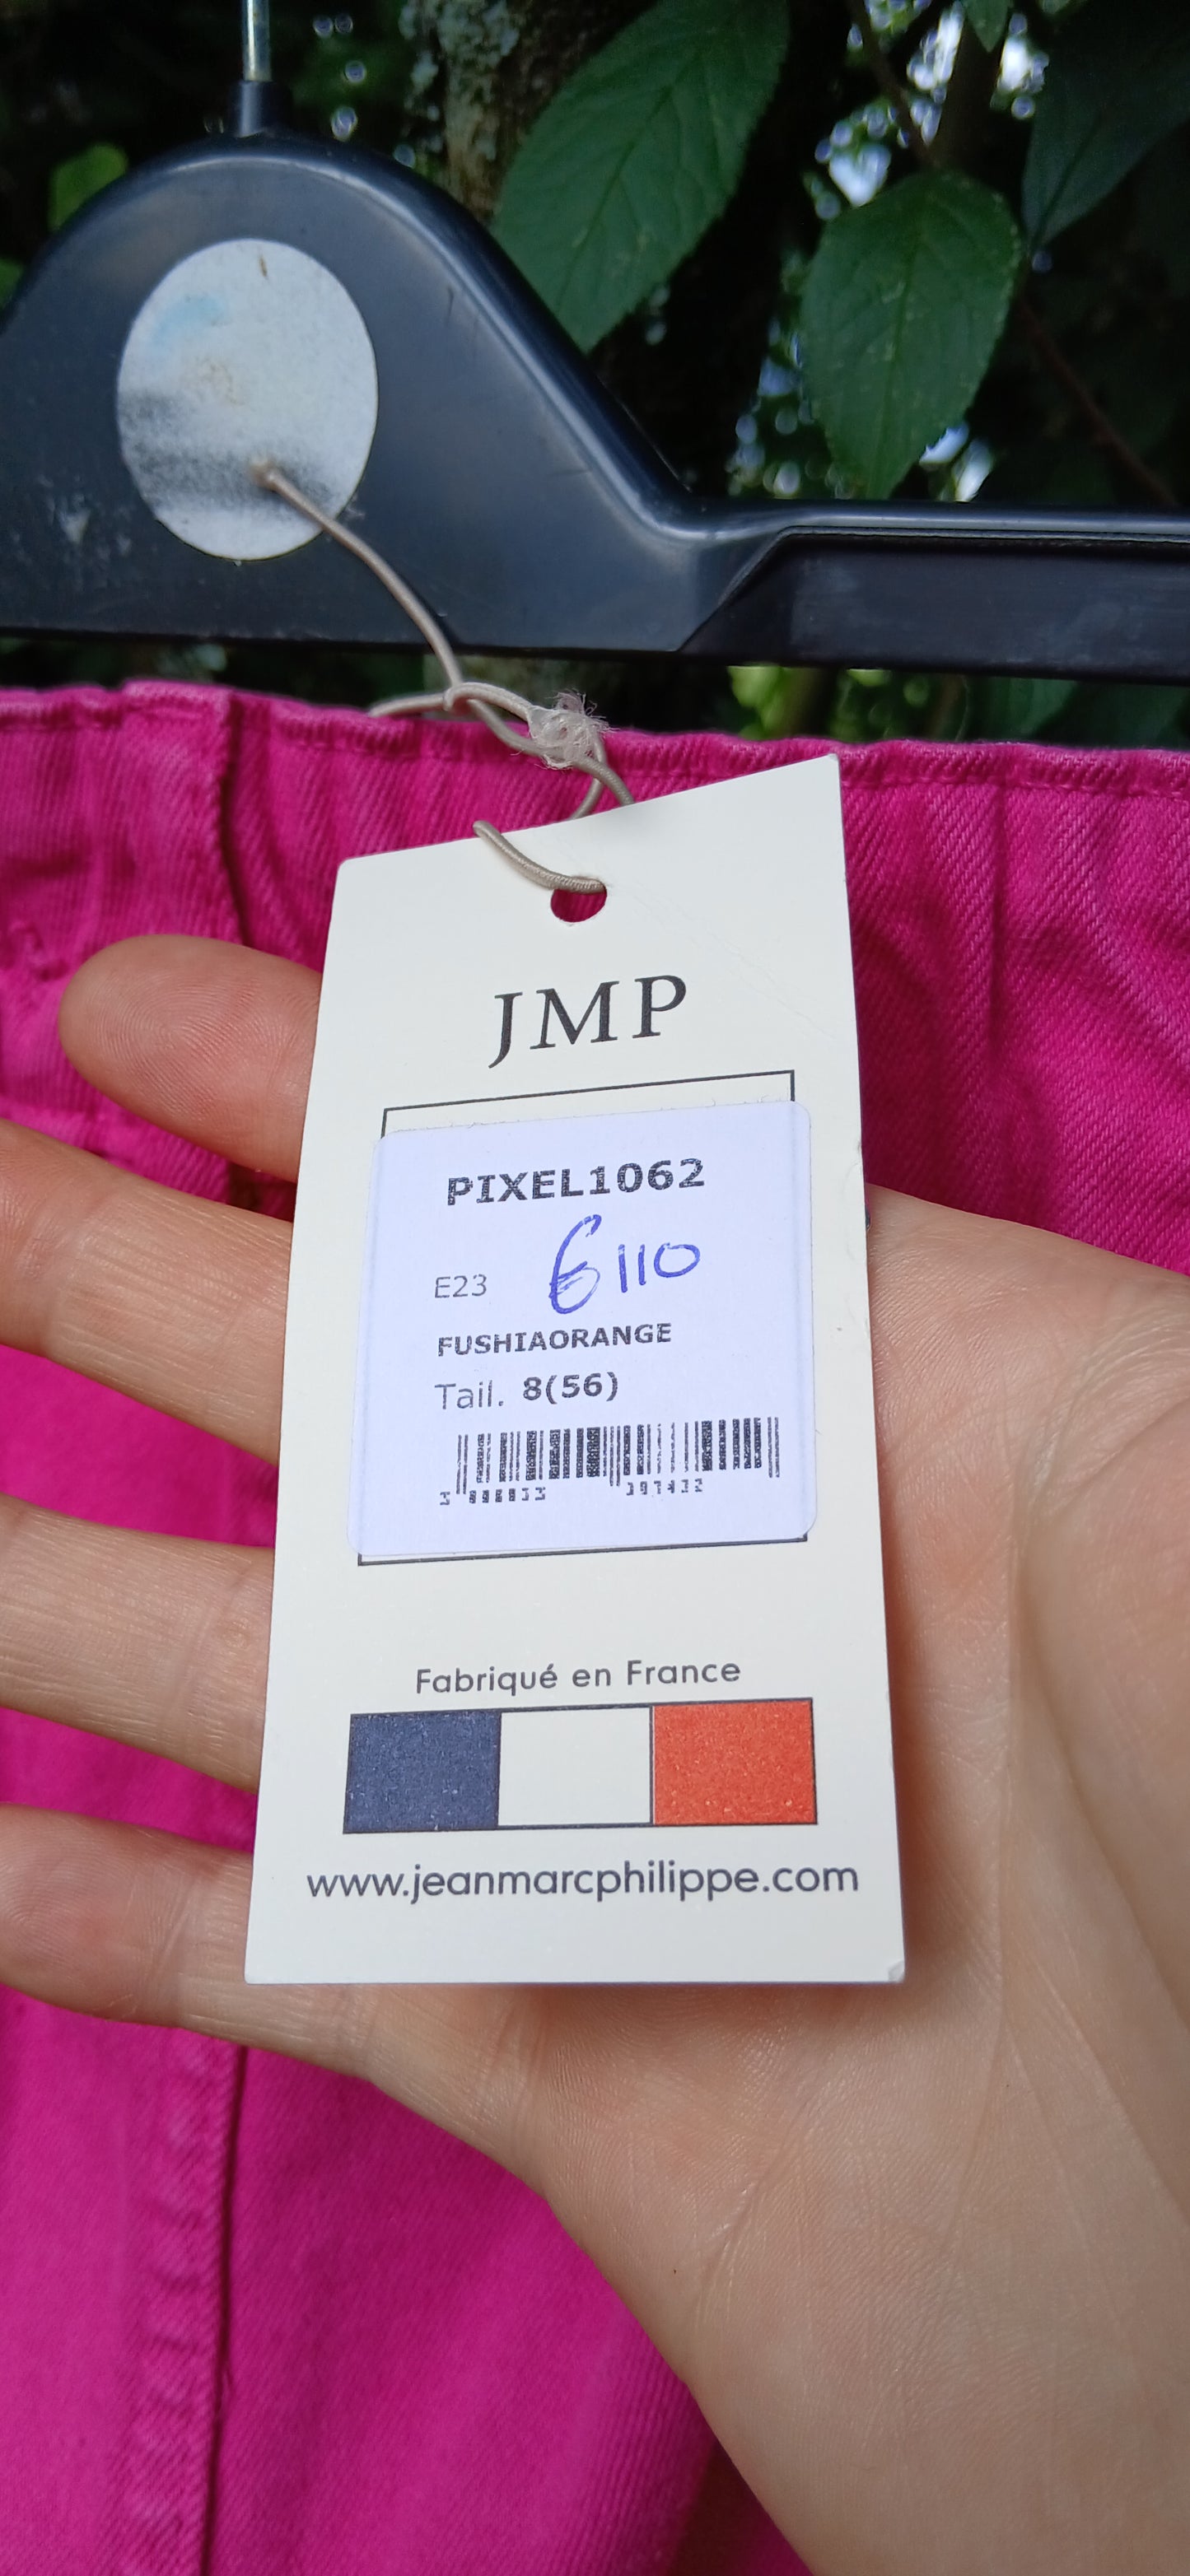 JMP
PIXEL1062
E23 €110
FUSHIAORANGE
Tail. 8(56)
Fabriqué en France
www.jeanmarcphilippe.com